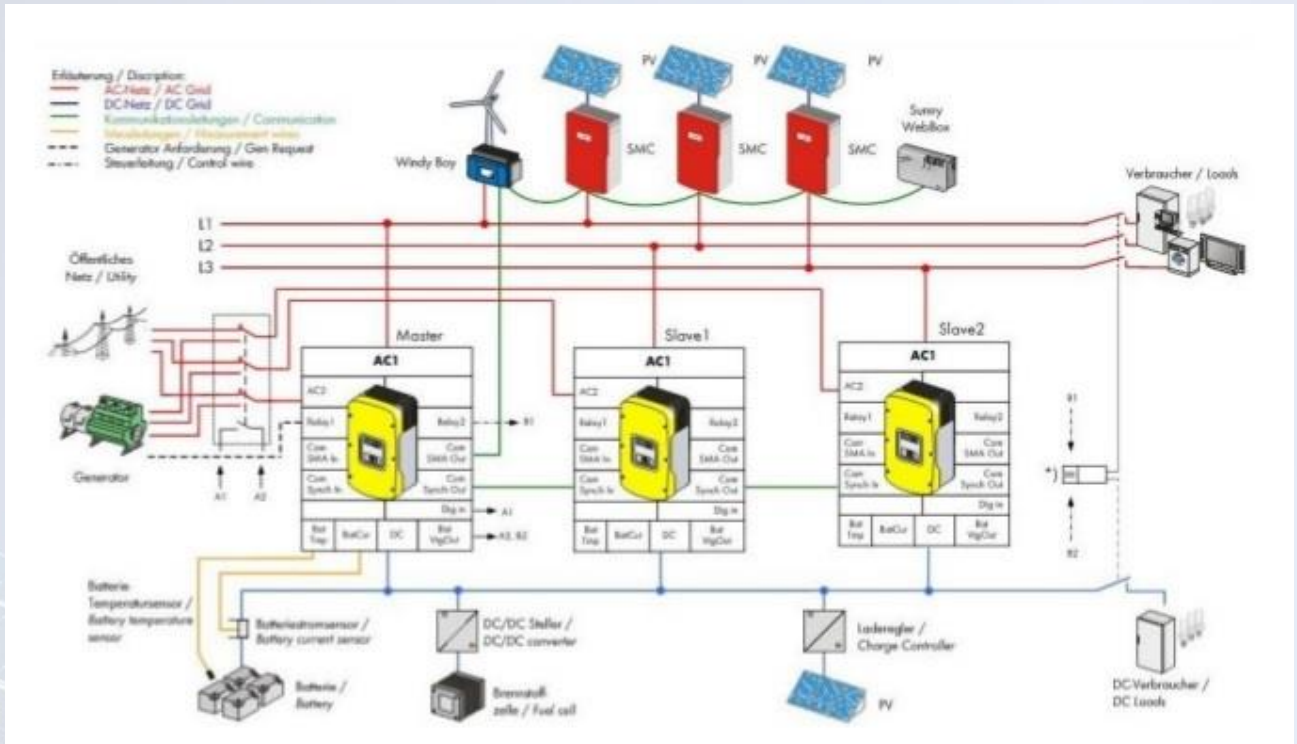 Erläuterung / Discription:
AC-Netz / AC Grid
DC-Netz / DC Grid
Kommunikationsleitungen / Communication
Messleitungen / Measurement wires
Generator Anforderung / Gen Request
Steuerleitung / Control wire
PV
PV
PV
Windy Boy
SMC
SMC
SMC
Sunny
WebBox
Verbraucher / Loads
L1
L2
L3
Öffentliches
Netz / Utility
Generator
A1
A2
Master
AC1
AC2
Relay1
Relay2
Com
SMA In
Com
SMA Out
Com
Synch In
Com
Synch Out
Dig in
Bat
Tmp
BatCur
DC
Bat
VtgOut
B1
A1
A2, B2
Slave1
AC1
AC2
Relay1
Relay2
Com
SMA In
Com
SMA Out
Com
Synch In
Com
Synch Out
Dig in
Bat
Tmp
BatCur
DC
Bat
VtgOut
Slave2
AC1
AC2
Relay1
Relay2
Com
SMA In
Com
SMA Out
Com
Synch In
Com
Synch Out
Dig in
Bat
Tmp
BatCur
DC
Bat
VtgOut
B1
*)
B2
Batterie-
Temperatursensor /
Battery temperature
sensor
Batteriestromsensor /
Battery current sensor
Batterie /
Battery
DC/DC Steller /
DC/DC converter
Brennstoff-
zelle / Fuel cell
Laderegler /
Charge Controller
PV
DC-Verbraucher /
DC Loads